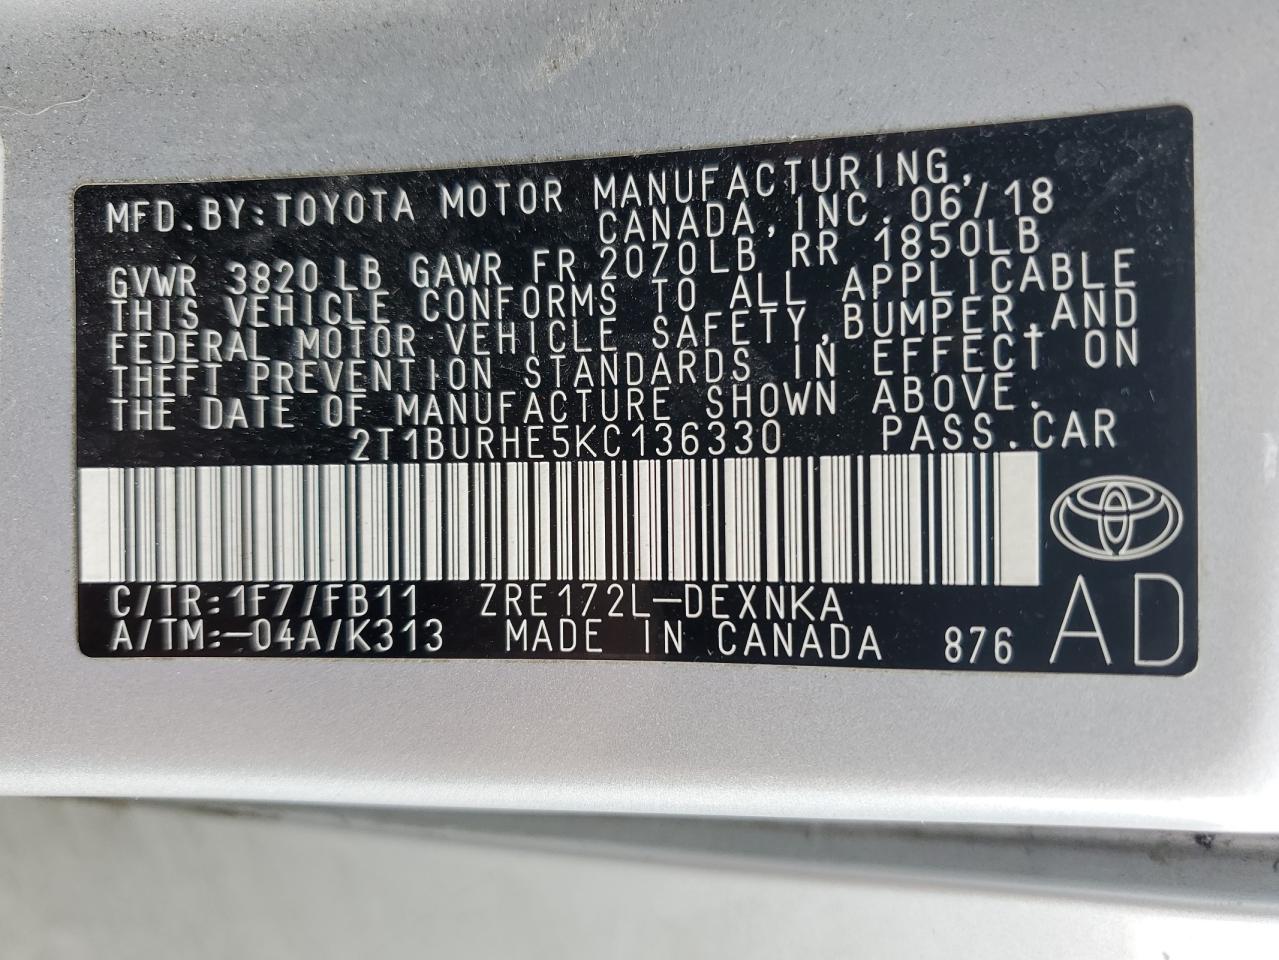 MFD.BY:TOYOTA MOTOR MANUFACTURING,
CANADA,INC.06/18
GVWR 3820LB GAWR FR 2070LB RR 1850LB
THIS VEHICLE CONFORMS TO ALL APPLICABLE
FEDERAL MOTOR VEHICLE SAFETY,BUMPER,AND
THEFT PREVENTION STANDARDS IN EFFECT ON
THE DATE OF MANUFACTURE SHOWN ABOVE.
2T1BURHE5KC136330 PASS.CAR
C/TR:1F7/FB11 ZRE172L-DEXNKA
A/TM:-04A/K313 MADE IN CANADA 876 AD